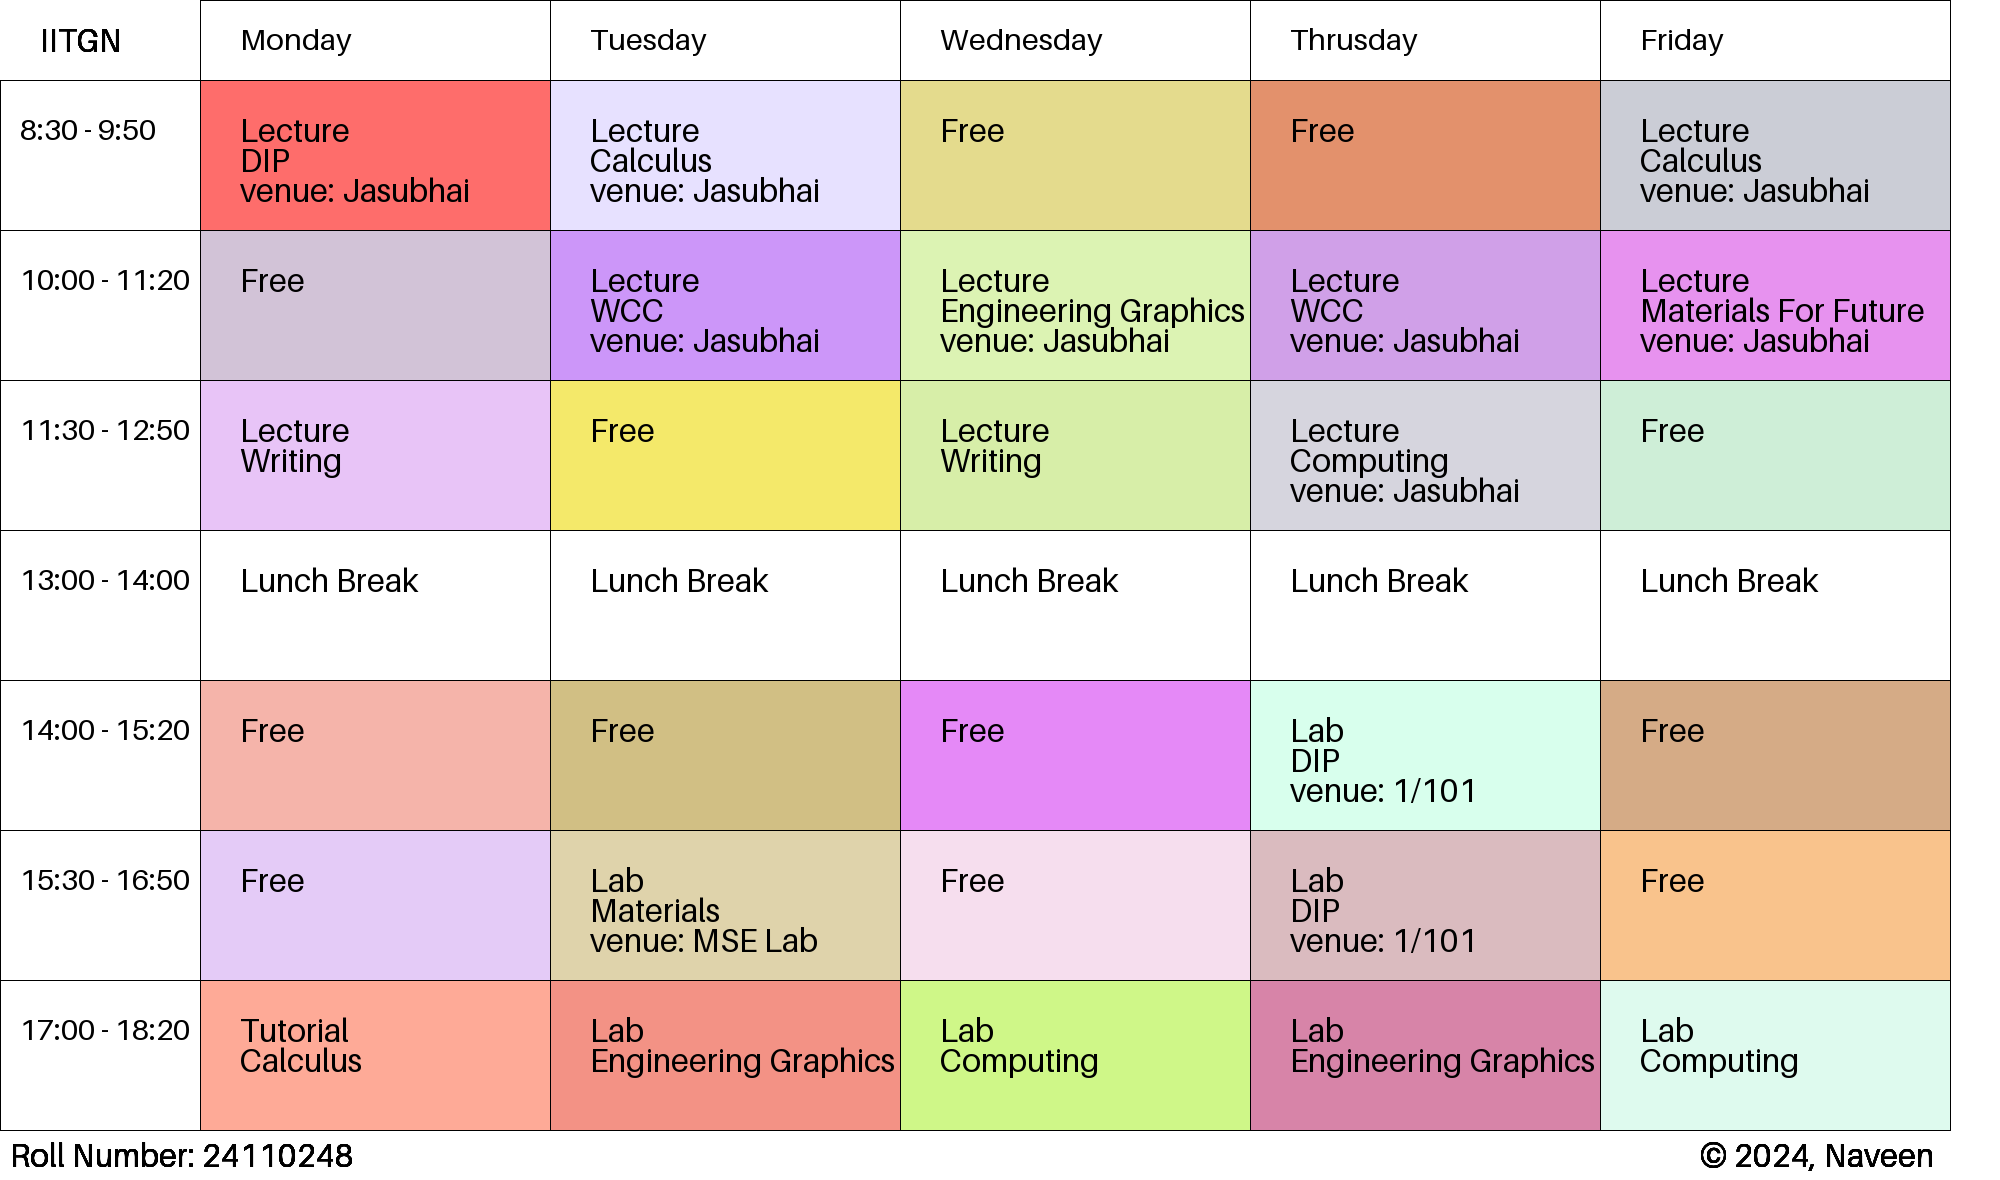 IITGN Monday Tuesday Wednesday Thrusday Friday
8:30 - 9:50
Lecture
DIP
venue: Jasubhai
Lecture
Calculus
venue: Jasubhai
Free
Free
Lecture
Calculus
venue: Jasubhai
10:00 - 11:20
Free
Lecture
WCC
venue: Jasubhai
Lecture
Engineering Graphics
venue: Jasubhai
Lecture
WCC
venue: Jasubhai
Lecture
Materials For Future
venue: Jasubhai
11:30 - 12:50
Lecture
Writing
Free
Lecture
Writing
Lecture
Computing
venue: Jasubhai
Free
13:00 - 14:00
Lunch Break
Lunch Break
Lunch Break
Lunch Break
Lunch Break
14:00 - 15:20
Free
Free
Free
Lab
DIP
venue: 1/101
Free
15:30 - 16:50
Free
Lab
Materials
venue: MSE Lab
Free
Lab
DIP
venue: 1/101
Free
17:00 - 18:20
Tutorial
Calculus
Lab
Engineering Graphics
Lab
Computing
Lab
Engineering Graphics
Lab
Computing
Roll Number: 24110248
© 2024, Naveen